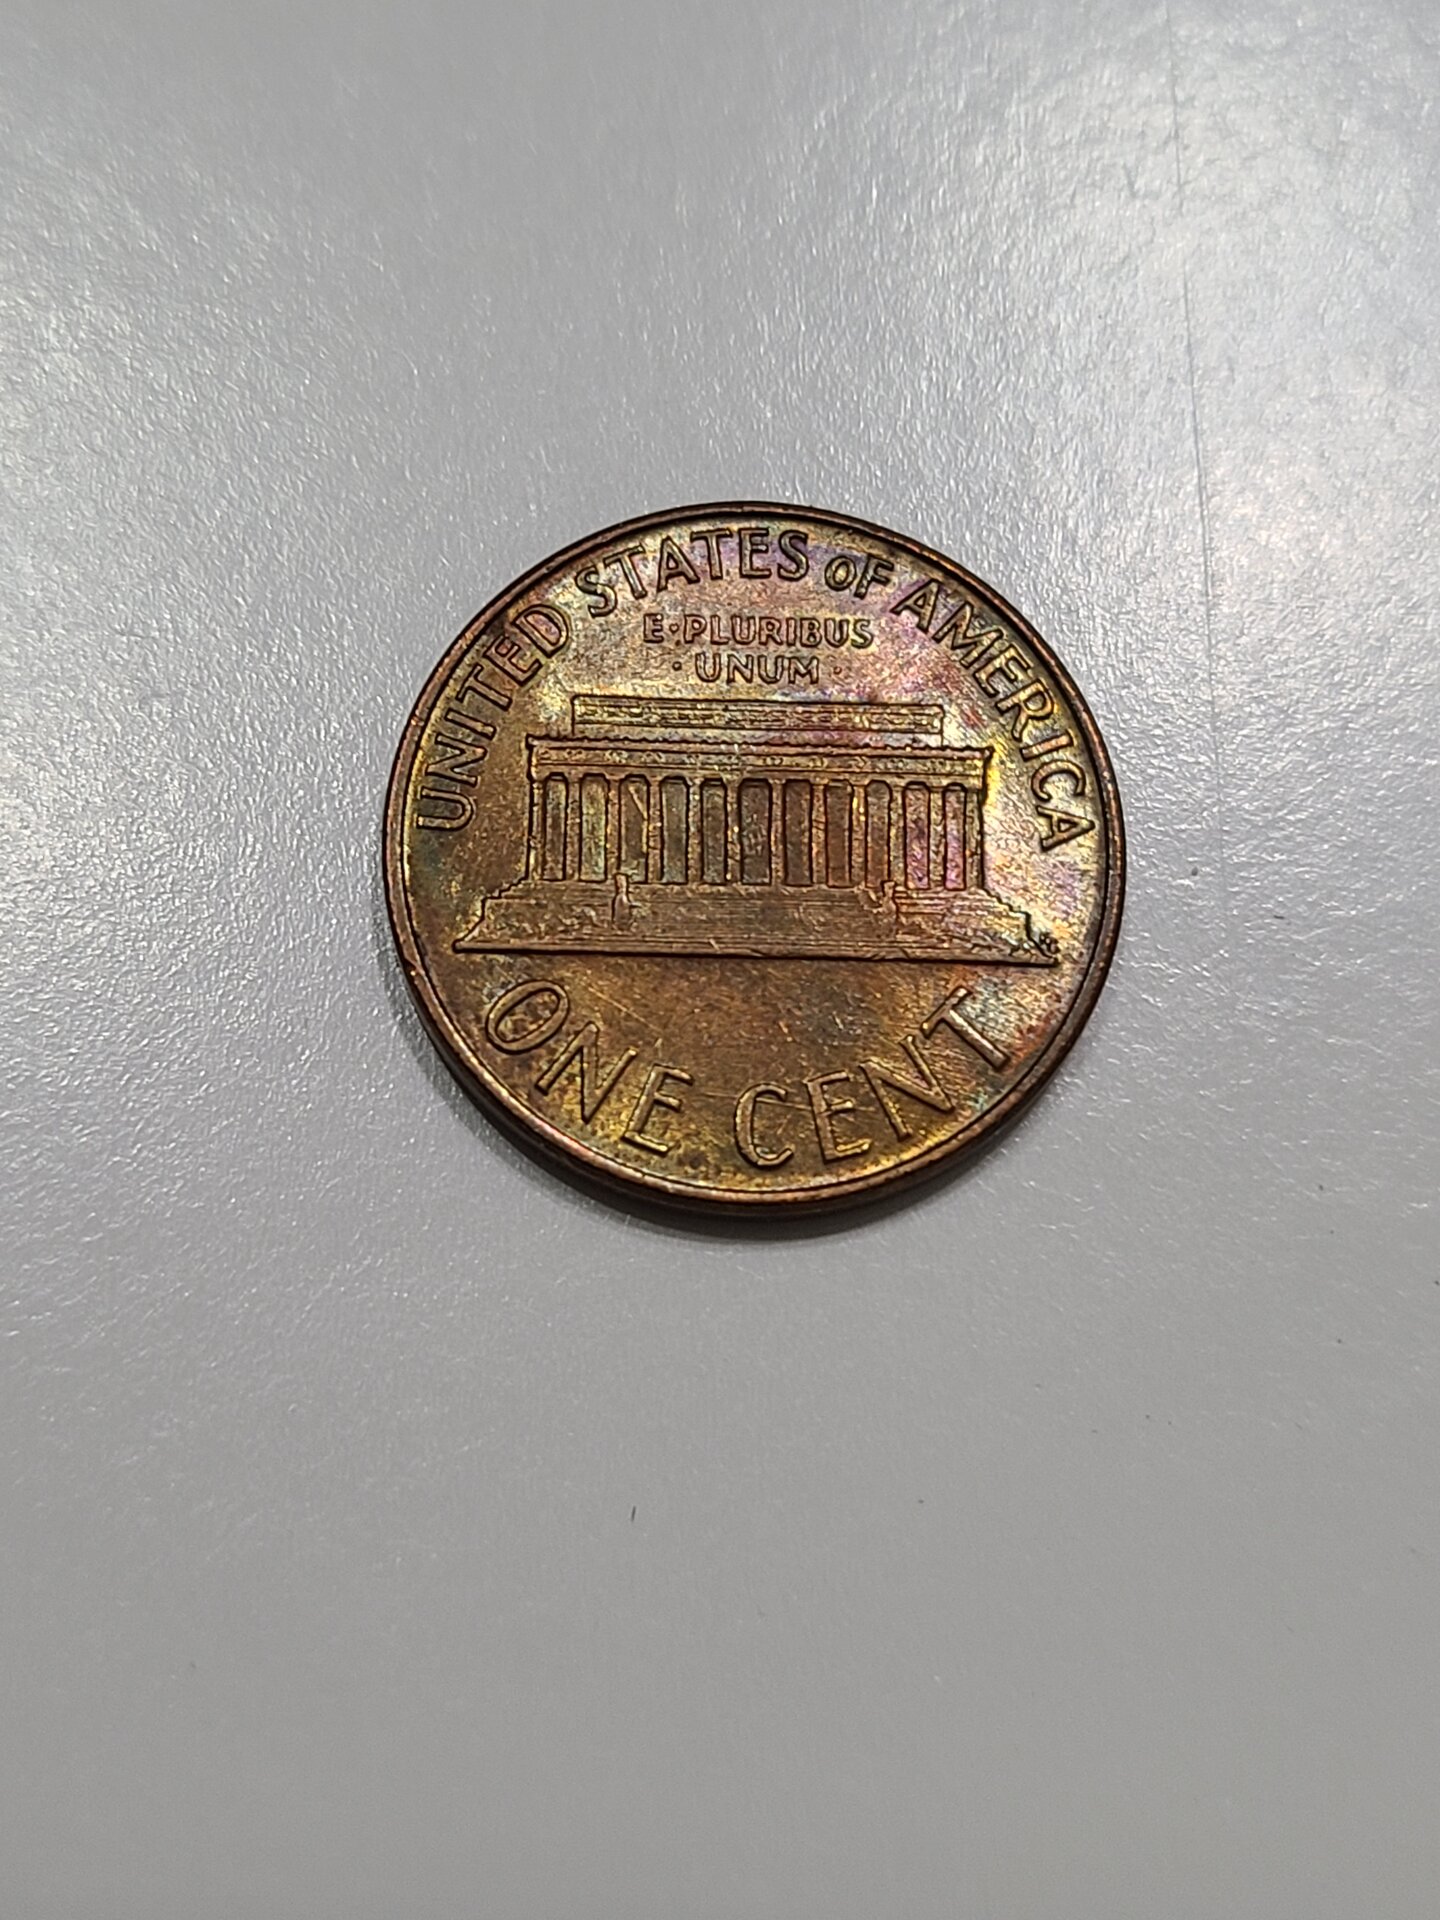 UNITED STATES OF AMERICA
E·PLURIBUS
·UNUM·
ONE CENT